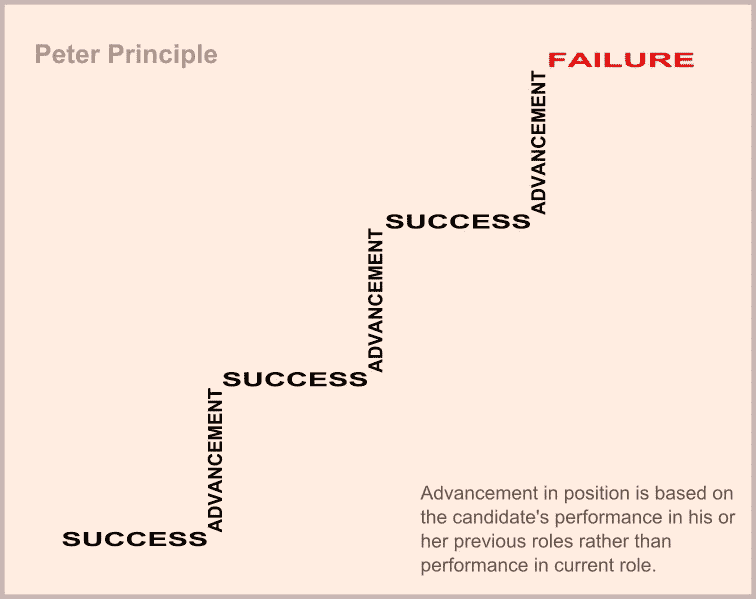 Peter Principle
FAILURE
ADVANCEMENT
SUCCESS
ADVANCEMENT
SUCCESS
ADVANCEMENT
SUCCESS
Advancement in position is based on
the candidate's performance in his or
her previous roles rather than
performance in current role.